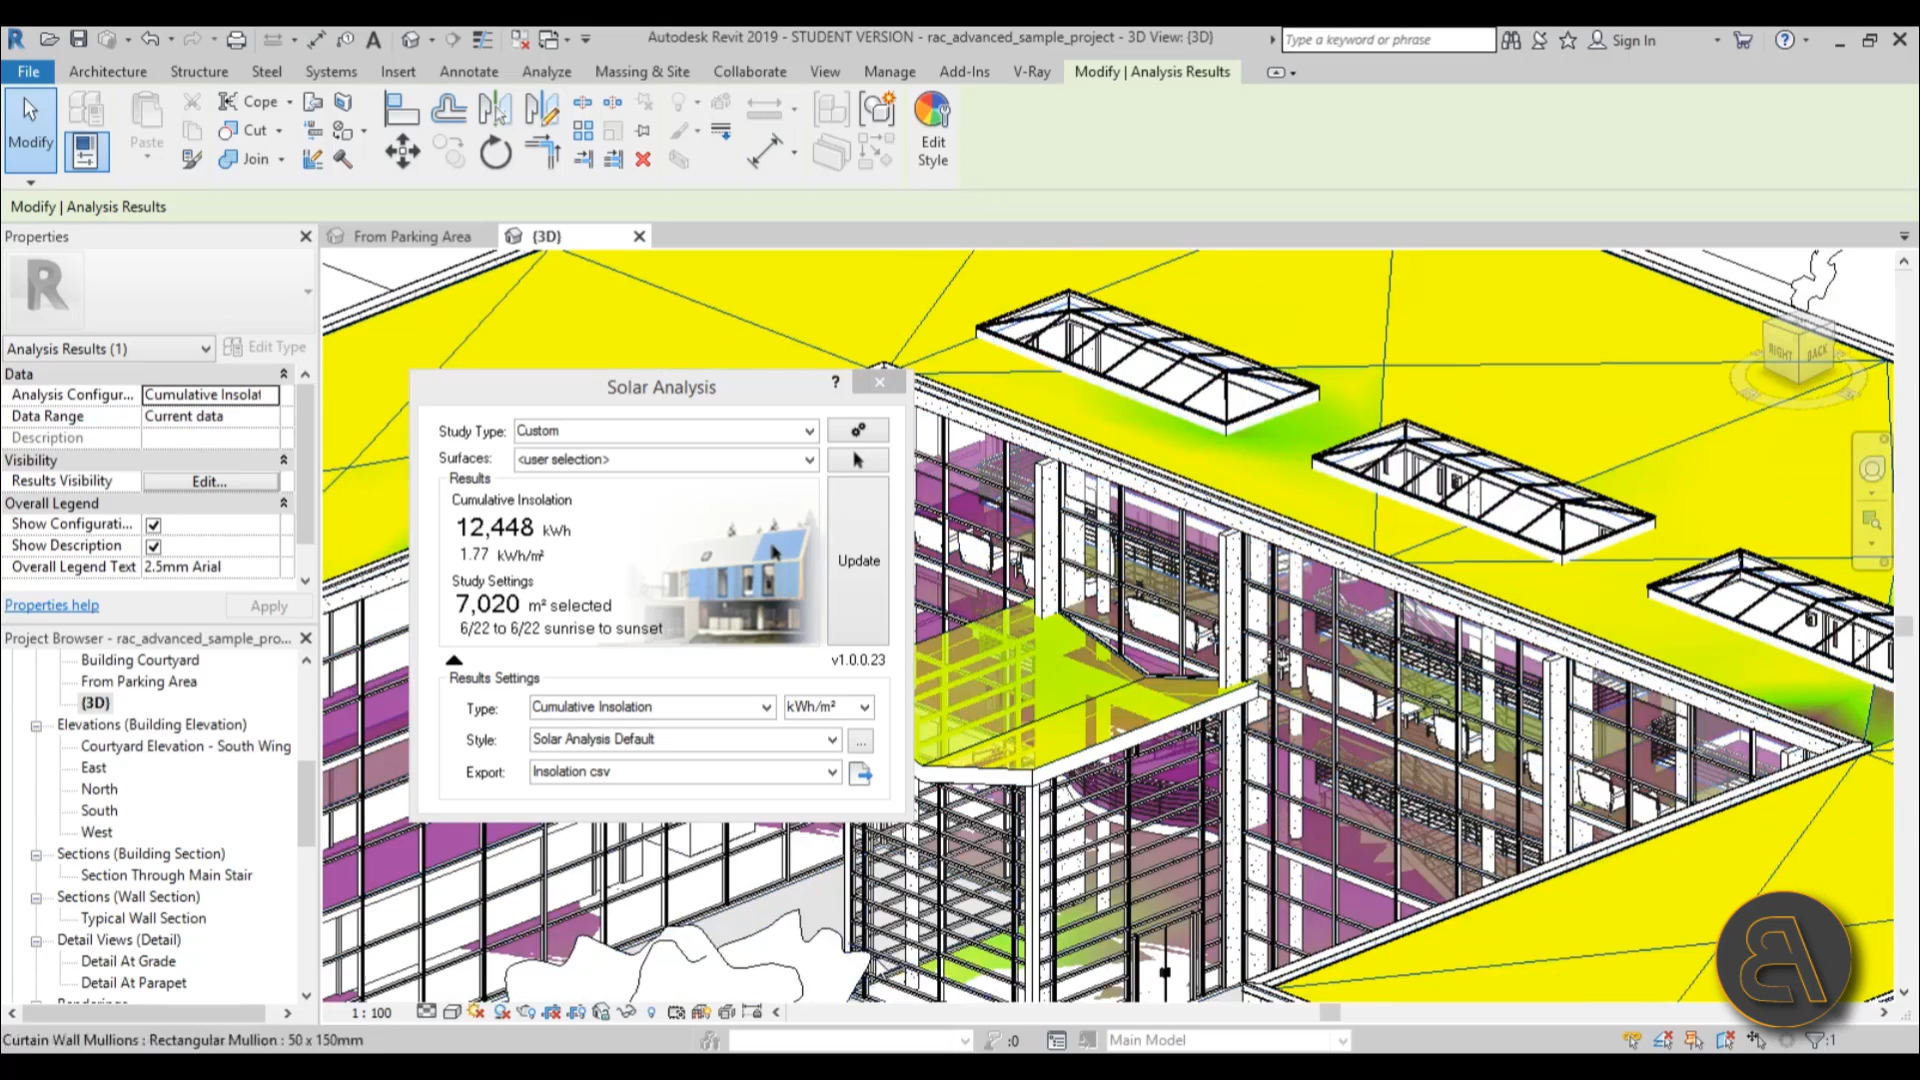 Autodesk Revit 2019 - STUDENT VERSION - rac_advanced_sample_project - 3D View: {3D}
Type a keyword or phrase
Sign In
File Architecture Structure Steel Systems Insert Annotate Analyze Massing & Site Collaborate View Manage Add-Ins V-Ray Modify | Analysis Results
Modify
Paste
Cope
Cut
Join
Edit Style
Modify | Analysis Results
Properties
From Parking Area
{3D}
Analysis Results (1)
Edit Type
Data
Analysis Configur... Cumulative Insolat
Data Range Current data
Description
Visibility
Results Visibility Edit...
Overall Legend
Show Configurati...
Show Description
Overall Legend Text 2.5mm Arial
Properties help
Apply
Project Browser - rac_advanced_sample_pro...
Building Courtyard
From Parking Area
{3D}
Elevations (Building Elevation)
Courtyard Elevation - South Wing
East
North
South
West
Sections (Building Section)
Section Through Main Stair
Sections (Wall Section)
Typical Wall Section
Detail Views (Detail)
Detail At Grade
Detail At Parapet
Solar Analysis
?
Study Type: Custom
Surfaces: <user selection>
Results
Cumulative Insolation
12,448 kWh
1.77 kWh/m²
Study Settings
7,020 m² selected
6/22 to 6/22 sunrise to sunset
Update
v1.0.0.23
Results Settings
Type: Cumulative Insolation kWh/m²
Style: Solar Analysis Default ...
Export: Insolation csv
RIGHT BACK
1 : 100
Curtain Wall Mullions : Rectangular Mullion : 50 x 150mm
:0
Main Model
:1